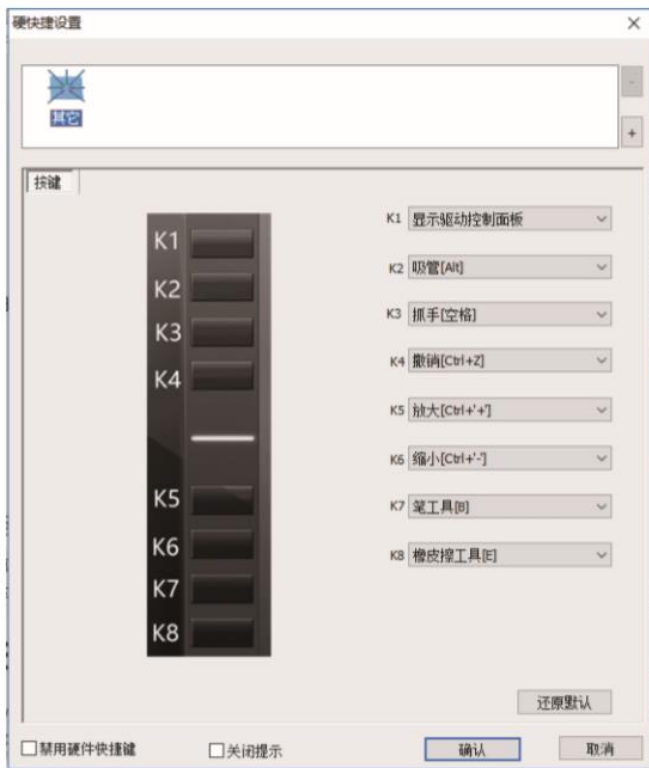 硬快捷设置
其它
-
+
按键
K1
K2
K3
K4
K5
K6
K7
K8
K1 显示驱动控制面板
K2 吸管[Alt]
K3 抓手[空格]
K4 撤销[Ctrl+Z]
K5 放大[Ctrl+'+']
K6 缩小[Ctrl+'-']
K7 笔工具[B]
K8 橡皮擦工具[E]
还原默认
禁用硬件快捷键 关闭提示 确认 取消